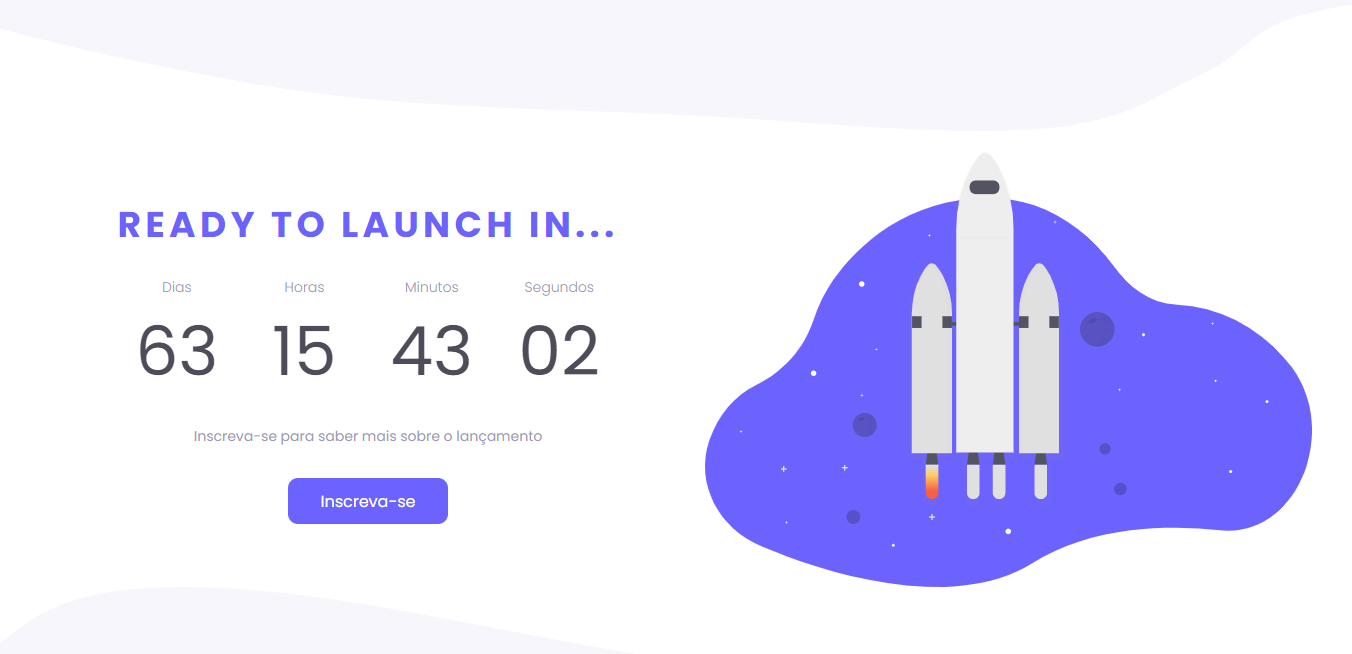 READY TO LAUNCH IN...
Dias Horas Minutos Segundos
63 15 43 02
Inscreva-se para saber mais sobre o lançamento
Inscreva-se